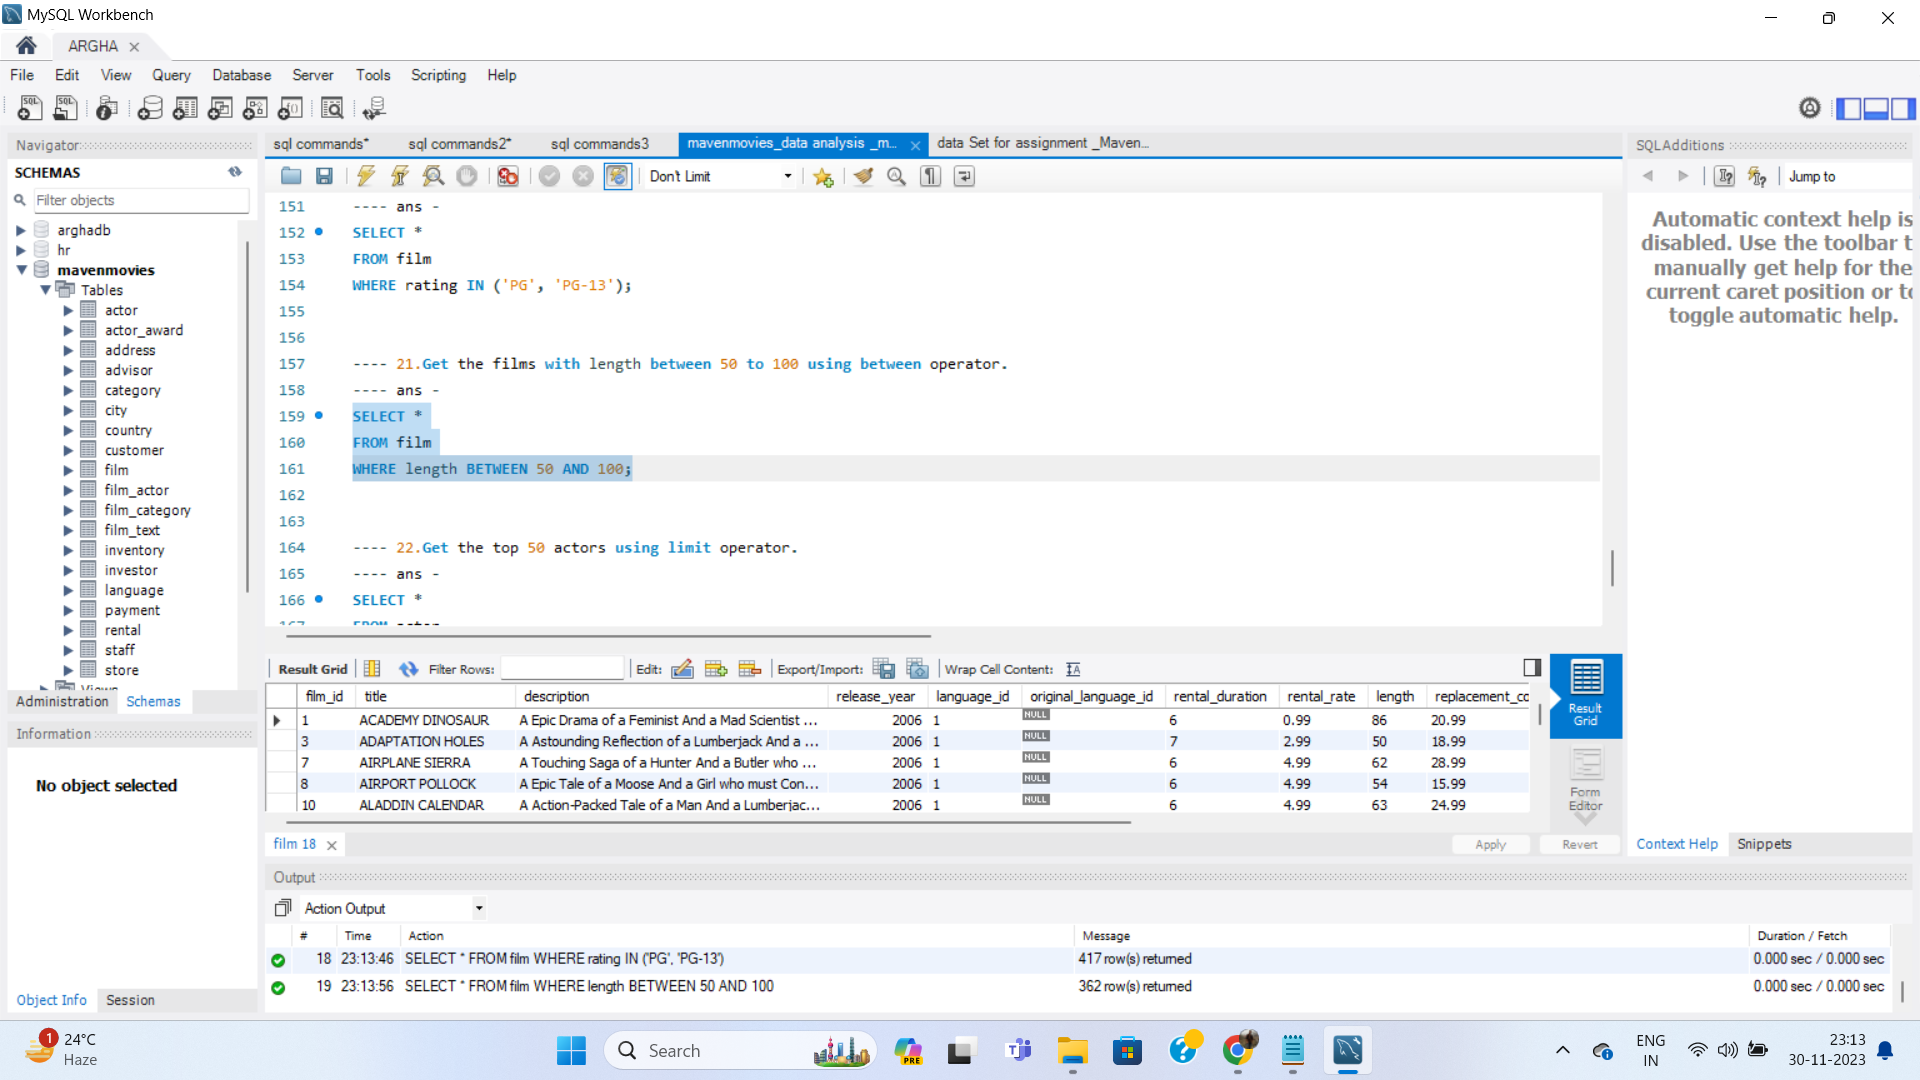 MySQL Workbench
ARGHA
File Edit View Query Database Server Tools Scripting Help
Navigator
SCHEMAS
Filter objects
arghadb
hr
mavenmovies
Tables
actor
actor_award
address
advisor
category
city
country
customer
film
film_actor
film_category
film_text
inventory
investor
language
payment
rental
staff
store
Views
Administration Schemas
Information
No object selected
Object Info Session
sql commands* sql commands2* sql commands3 mavenmovies_data analysis _m... data Set for assignment _Maven...
Don't Limit
151 ---- ans -
152 SELECT *
153 FROM film
154 WHERE rating IN ('PG', 'PG-13');
155
156
157 ---- 21.Get the films with length between 50 to 100 using between operator.
158 ---- ans -
159 SELECT *
160 FROM film
161 WHERE length BETWEEN 50 AND 100;
162
163
164 ---- 22.Get the top 50 actors using limit operator.
165 ---- ans -
166 SELECT *
167 FROM actor
Result Grid Filter Rows: Edit: Export/Import: Wrap Cell Content:
film_id title description release_year language_id original_language_id rental_duration rental_rate length replacement_co
1 ACADEMY DINOSAUR A Epic Drama of a Feminist And a Mad Scientist ... 2006 1 NULL 6 0.99 86 20.99
3 ADAPTATION HOLES A Astounding Reflection of a Lumberjack And a ... 2006 1 NULL 7 2.99 50 18.99
7 AIRPLANE SIERRA A Touching Saga of a Hunter And a Butler who ... 2006 1 NULL 6 4.99 62 28.99
8 AIRPORT POLLOCK A Epic Tale of a Moose And a Girl who must Con... 2006 1 NULL 6 4.99 54 15.99
10 ALADDIN CALENDAR A Action-Packed Tale of a Man And a Lumberjac... 2006 1 NULL 6 4.99 63 24.99
Result
Grid
Form
Editor
film 18
Apply Revert
Output
Action Output
# Time Action Message Duration / Fetch
18 23:13:46 SELECT * FROM film WHERE rating IN ('PG', 'PG-13') 417 row(s) returned 0.000 sec / 0.000 sec
19 23:13:56 SELECT * FROM film WHERE length BETWEEN 50 AND 100 362 row(s) returned 0.000 sec / 0.000 sec
SQLAdditions
Jump to
Automatic context help is
disabled. Use the toolbar t
manually get help for the
current caret position or to
toggle automatic help.
Context Help Snippets
1
24°C
Haze
Search
PRE
ENG
IN
23:13
30-11-2023